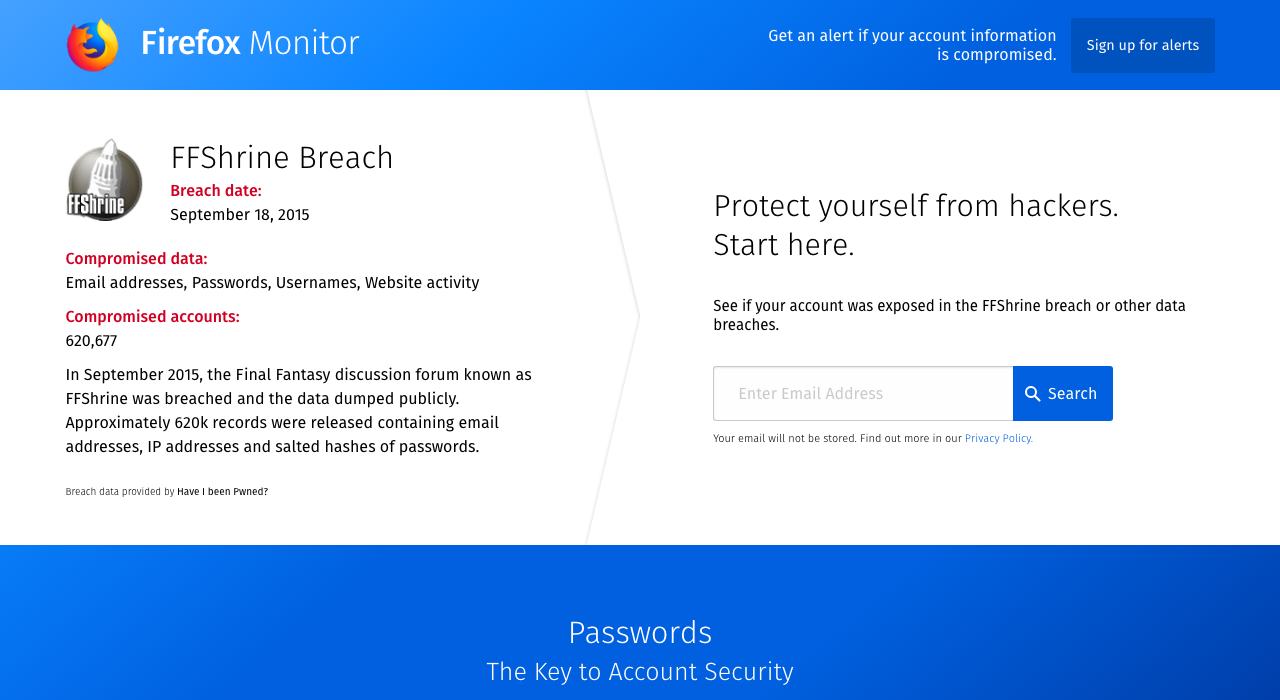 Firefox Monitor
Get an alert if your account information
is compromised.
Sign up for alerts
FFShrine
FFShrine Breach
Breach date:
September 18, 2015
Compromised data:
Email addresses, Passwords, Usernames, Website activity
Compromised accounts:
620,677
In September 2015, the Final Fantasy discussion forum known as
FFShrine was breached and the data dumped publicly.
Approximately 620k records were released containing email
addresses, IP addresses and salted hashes of passwords.
Breach data provided by Have I been Pwned?
Protect yourself from hackers.
Start here.
See if your account was exposed in the FFShrine breach or other data
breaches.
Enter Email Address
Search
Your email will not be stored. Find out more in our Privacy Policy.
Passwords
The Key to Account Security